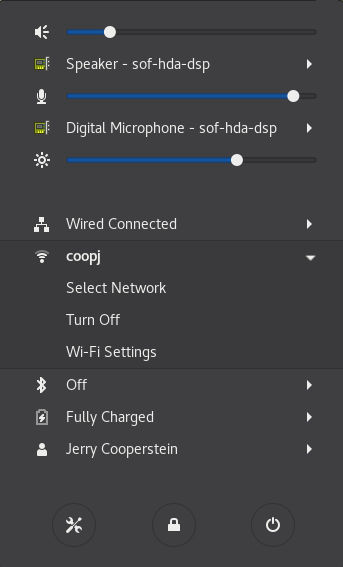 Speaker - sof-hda-dsp
Digital Microphone - sof-hda-dsp
Wired Connected
coopj
Select Network
Turn Off
Wi-Fi Settings
Off
Fully Charged
Jerry Cooperstein